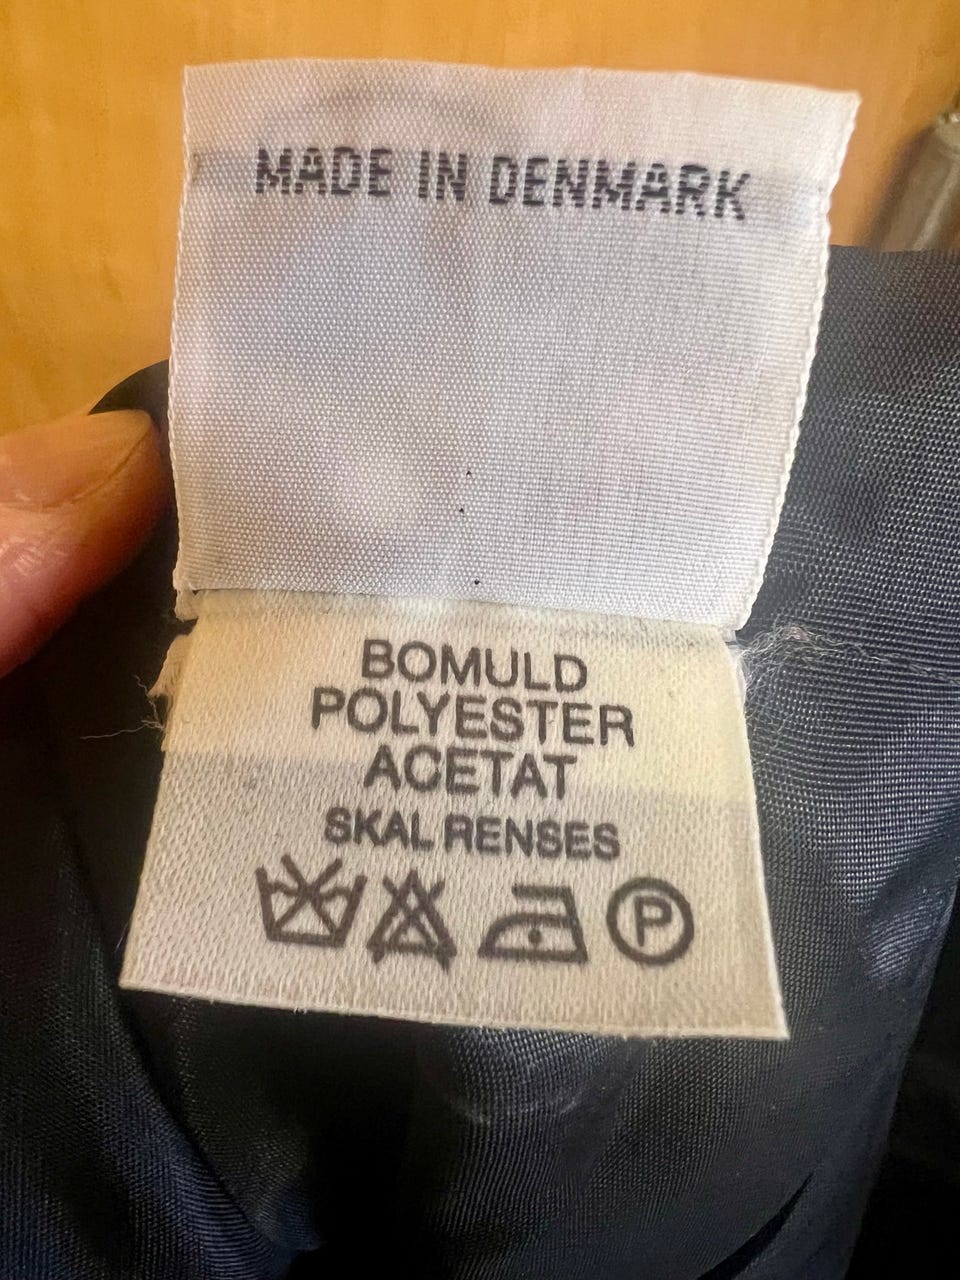 MADE IN DENMARK
BOMULD
POLYESTER
ACETAT
SKAL RENSES
P